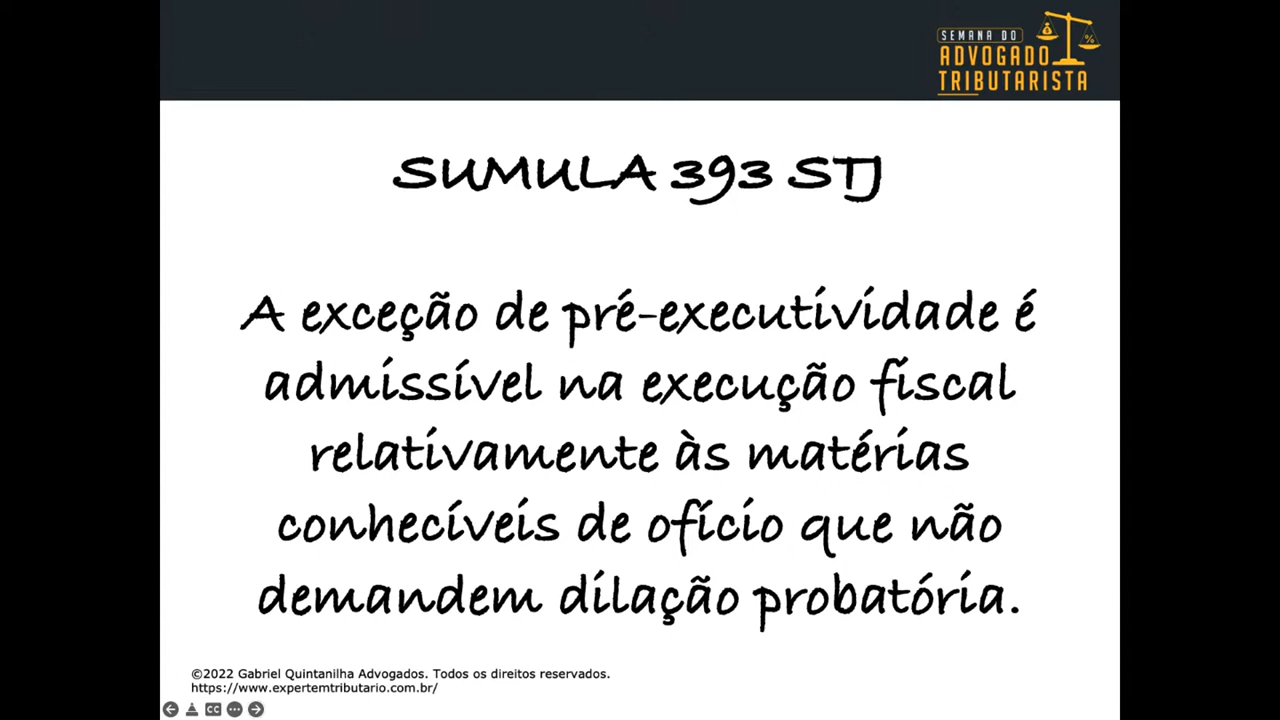 SEMANA DO
ADVOGADO
TRIBUTARISTA
SUMULA 393 STJ
A exceção de pré-executividade é
admissível na execução fiscal
relativamente às matérias
conhecíveis de ofício que não
demandem dilação probatória.
©2022 Gabriel Quintanilha Advogados. Todos os direitos reservados.
https://www.expertemtributario.com.br/
CC